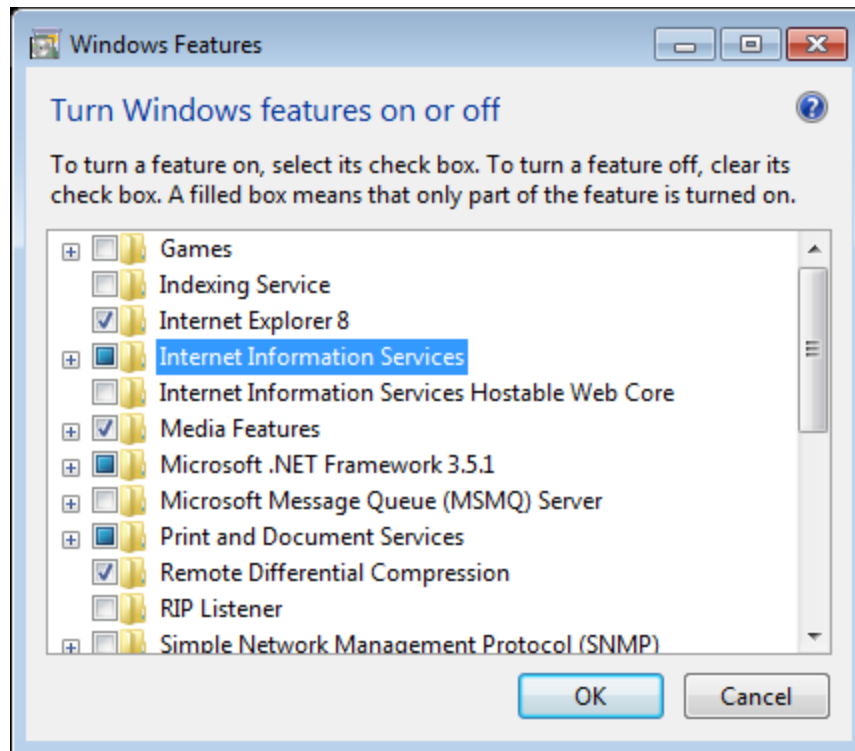 Windows Features
Turn Windows features on or off
To turn a feature on, select its check box. To turn a feature off, clear its
check box. A filled box means that only part of the feature is turned on.
Games
Indexing Service
Internet Explorer 8
Internet Information Services
Internet Information Services Hostable Web Core
Media Features
Microsoft .NET Framework 3.5.1
Microsoft Message Queue (MSMQ) Server
Print and Document Services
Remote Differential Compression
RIP Listener
Simple Network Management Protocol (SNMP)
OK Cancel